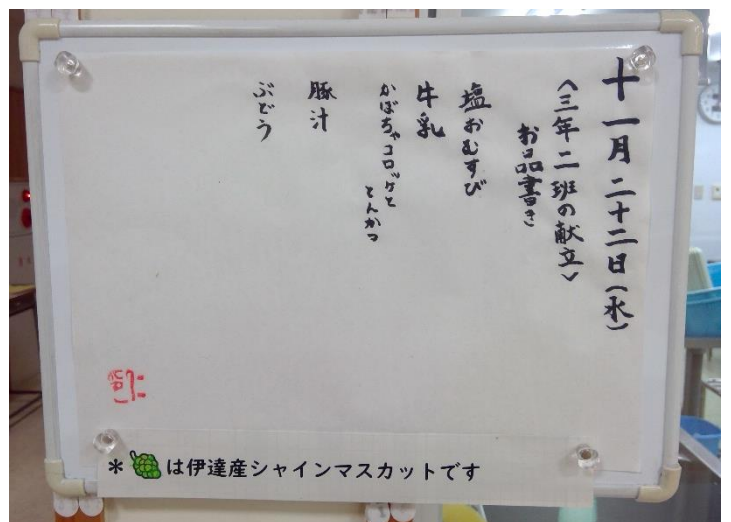 十一月二十二日(水)
〈三年二班の献立〉
お品書き
塩おむすび
牛乳
かぼちゃコロッケと
とんかつ
豚汁
ぶどう
*は伊達産シャインマスカットです